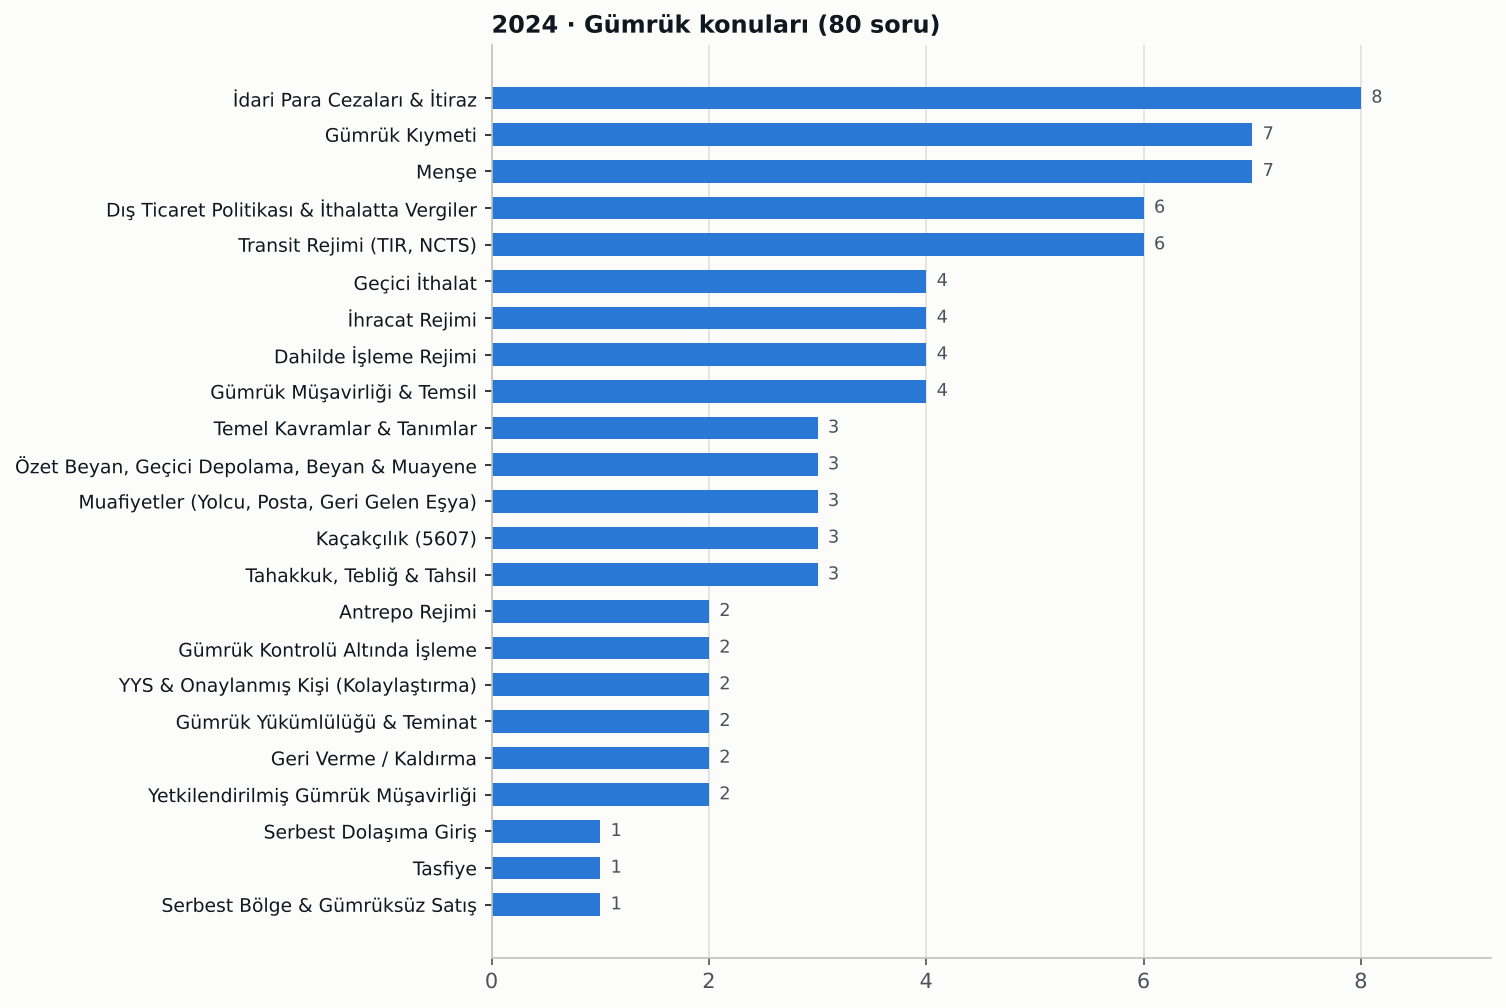 2024 · Gümrük konuları (80 soru)
İdari Para Cezaları & İtiraz 8
Gümrük Kıymeti 7
Menşe 7
Dış Ticaret Politikası & İthalatta Vergiler 6
Transit Rejimi (TIR, NCTS) 6
Geçici İthalat 4
İhracat Rejimi 4
Dahilde İşleme Rejimi 4
Gümrük Müşavirliği & Temsil 4
Temel Kavramlar & Tanımlar 3
Özet Beyan, Geçici Depolama, Beyan & Muayene 3
Muafiyetler (Yolcu, Posta, Geri Gelen Eşya) 3
Kaçakçılık (5607) 3
Tahakkuk, Tebliğ & Tahsil 3
Antrepo Rejimi 2
Gümrük Kontrolü Altında İşleme 2
YYS & Onaylanmış Kişi (Kolaylaştırma) 2
Gümrük Yükümlülüğü & Teminat 2
Geri Verme / Kaldırma 2
Yetkilendirilmiş Gümrük Müşavirliği 2
Serbest Dolaşıma Giriş 1
Tasfiye 1
Serbest Bölge & Gümrüksüz Satış 1
0 2 4 6 8